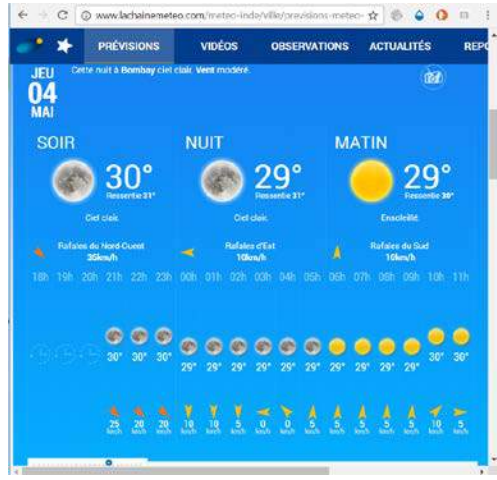 www.lachainemeteo.com/meteo-inde/ville/previsions-meteo-
PRÉVISIONS VIDÉOS OBSERVATIONS ACTUALITÉS REPO
JEU
04
MAI
Cette nuit à Bombay ciel clair. Vent modéré.
SOIR NUIT MATIN
30° 29° 29°
Ressentie 31° Ressentie 31° Ressentie 30°
Ciel clair. Ciel clair. Ensoleillé.
Rafales du Nord-Ouest Rafales d'Est Rafales du Sud
35km/h 10km/h 10km/h
18h 19h 20h 21h 22h 23h 00h 01h 02h 03h 04h 05h 06h 07h 08h 09h 10h 11h
30° 30° 30° 29° 29° 29° 29° 29° 29° 29° 29° 29° 29° 30° 30°
25 20 20 10 10 5 0 0 5 5 5 5 5 10 5
km/h km/h km/h km/h km/h km/h km/h km/h km/h km/h km/h km/h km/h km/h km/h